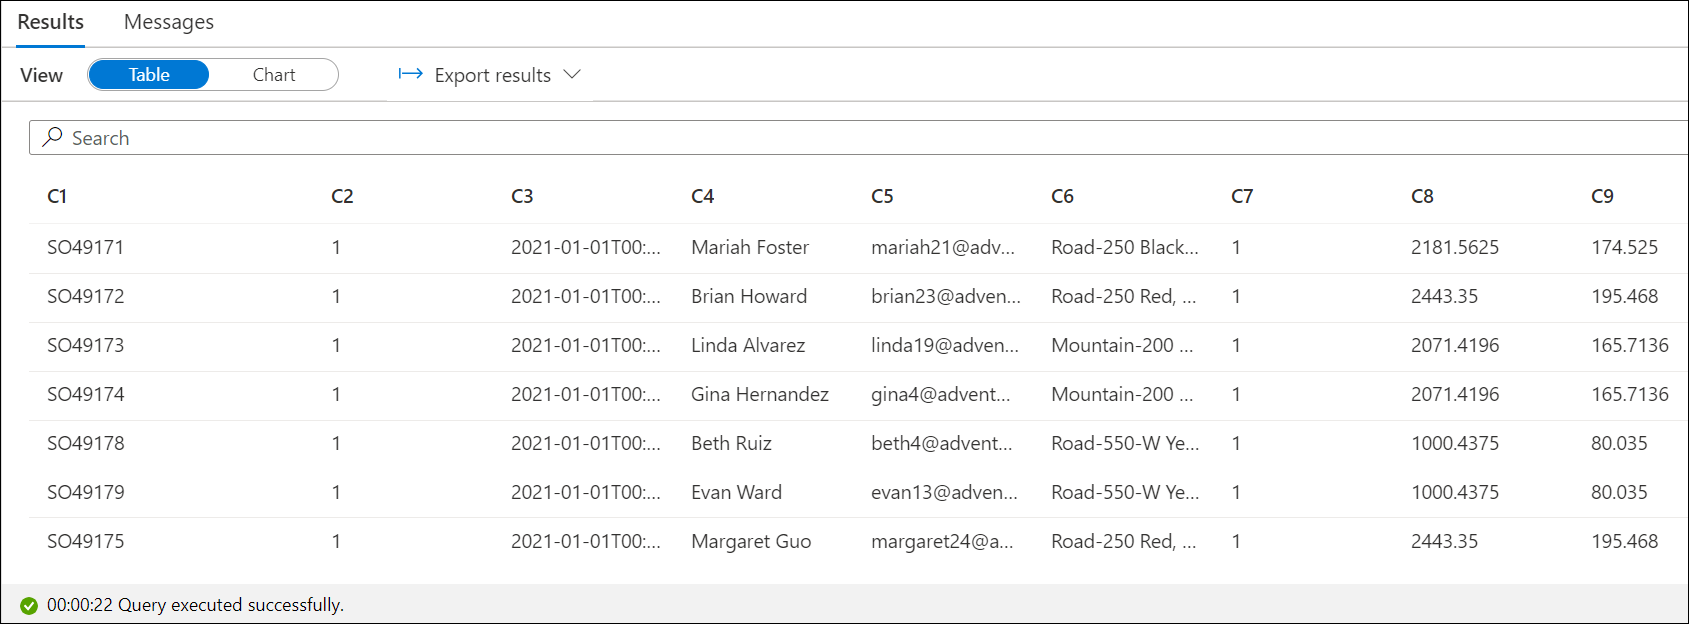 Results Messages
View Table Chart Export results
Search
C1 C2 C3 C4 C5 C6 C7 C8 C9
SO49171 1 2021-01-01T00:... Mariah Foster mariah21@adv... Road-250 Black... 1 2181.5625 174.525
SO49172 1 2021-01-01T00:... Brian Howard brian23@adven... Road-250 Red, ... 1 2443.35 195.468
SO49173 1 2021-01-01T00:... Linda Alvarez linda19@adven... Mountain-200 ... 1 2071.4196 165.7136
SO49174 1 2021-01-01T00:... Gina Hernandez gina4@advent... Mountain-200 ... 1 2071.4196 165.7136
SO49178 1 2021-01-01T00:... Beth Ruiz beth4@advent... Road-550-W Ye... 1 1000.4375 80.035
SO49179 1 2021-01-01T00:... Evan Ward evan13@adven... Road-550-W Ye... 1 1000.4375 80.035
SO49175 1 2021-01-01T00:... Margaret Guo margaret24@a... Road-250 Red, ... 1 2443.35 195.468
00:00:22 Query executed successfully.